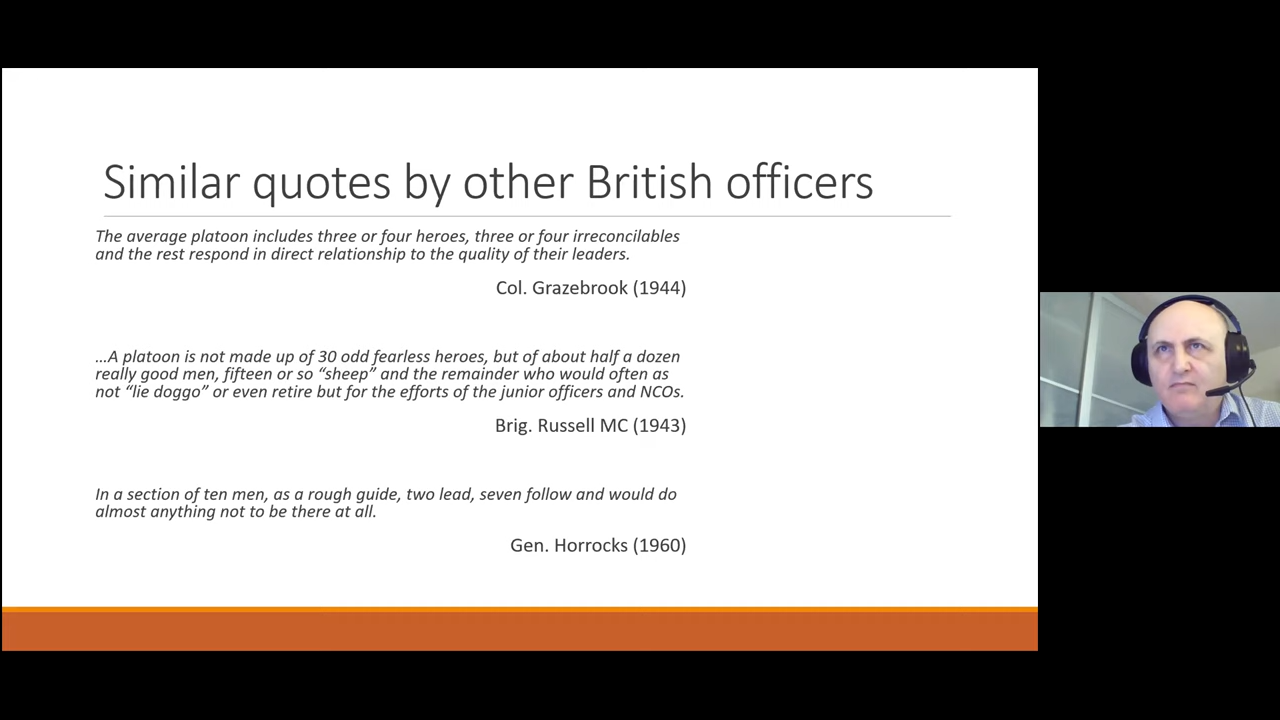 Similar quotes by other British officers
The average platoon includes three or four heroes, three or four irreconcilables
and the rest respond in direct relationship to the quality of their leaders.
Col. Grazebrook (1944)
…A platoon is not made up of 30 odd fearless heroes, but of about half a dozen
really good men, fifteen or so “sheep” and the remainder who would often as
not “lie doggo” or even retire but for the efforts of the junior officers and NCOs.
Brig. Russell MC (1943)
In a section of ten men, as a rough guide, two lead, seven follow and would do
almost anything not to be there at all.
Gen. Horrocks (1960)